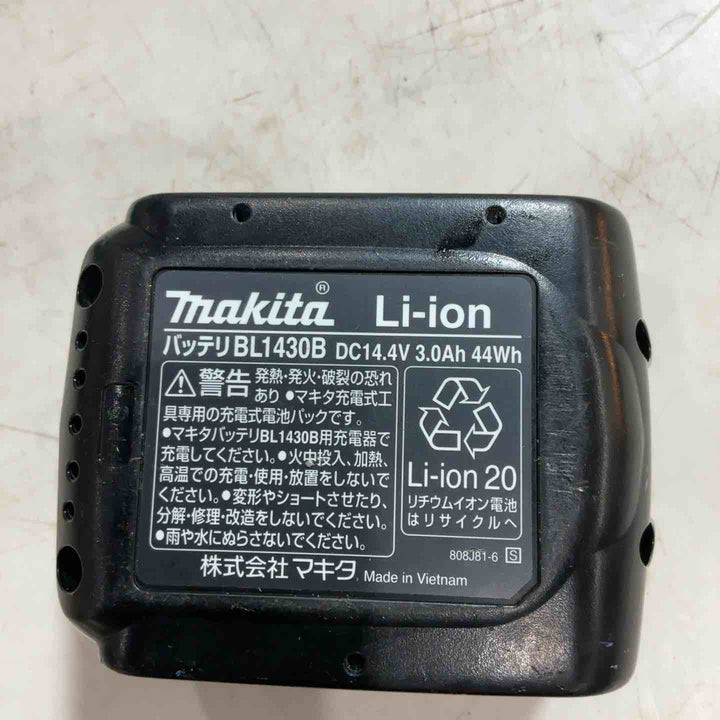 makita® Li-ion
バッテリ BL1430B DC14.4V 3.0Ah 44Wh
警告 発熱・発火・破裂の恐れ
あり ●マキタ充電式工
具専用の充電式電池パックです。
●マキタバッテリBL1430B用充電器で
充電してください。●火中投入、加熱、
高温での充電・使用・放置をしないで
ください。●変形やショートさせたり、
分解・修理・改造をしないでください。
●雨や水にぬらさないでください。
Li-ion 20
リチウムイオン電池
はリサイクルへ
808J81-6 S
株式会社マキタ Made in Vietnam